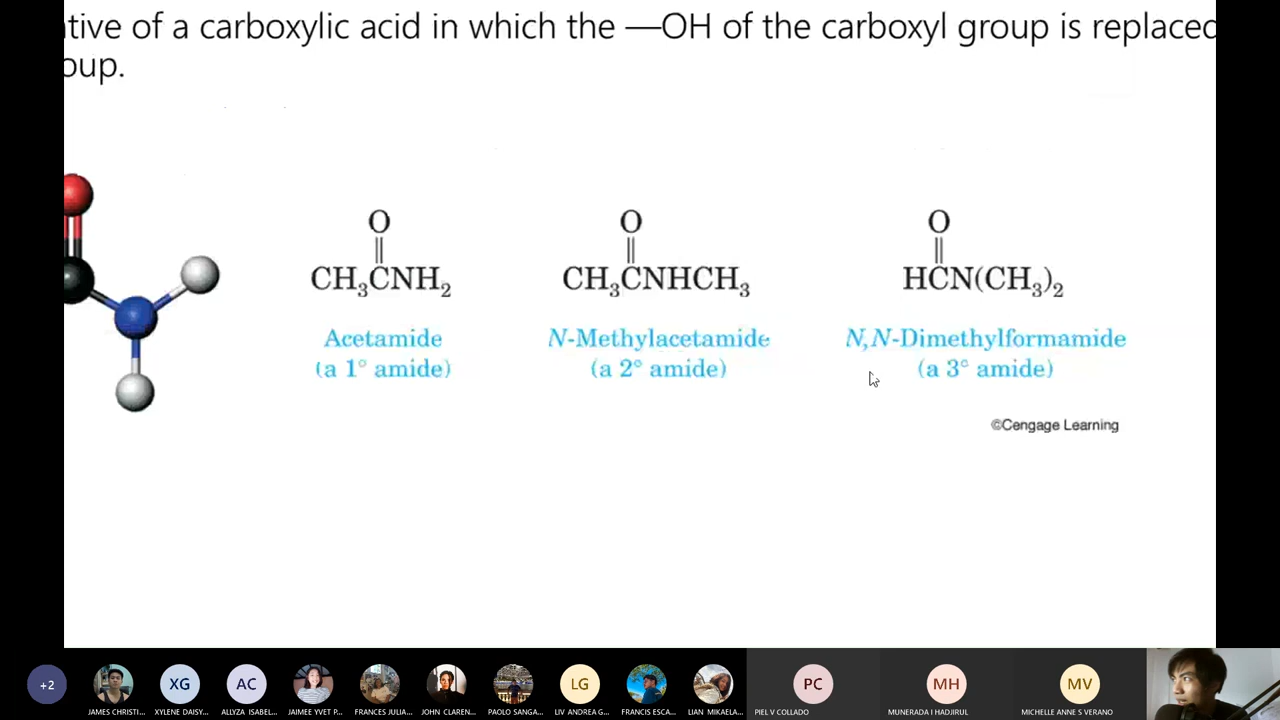 ative of a carboxylic acid in which the —OH of the carboxyl group is replaced
oup.
O
CH₃CNH₂
Acetamide
(a 1° amide)
O
CH₃CNHCH₃
N-Methylacetamide
(a 2° amide)
O
HCN(CH₃)₂
N,N-Dimethylformamide
(a 3° amide)
©Cengage Learning
+2
XG
AC
LG
PC
MH
MV
JAMES CHRISTI...
XYLENE DAISY...
ALLYZA ISABEL...
JAIMEE YVET P...
FRANCES JULIA...
JOHN CLAREN...
PAOLO SANGA...
LIV ANDREA G...
FRANCIS ESCA...
LIAN MIKAELA...
PIEL V COLLADO
MUNERADA I HADJIRUL
MICHELLE ANNE S VERANO